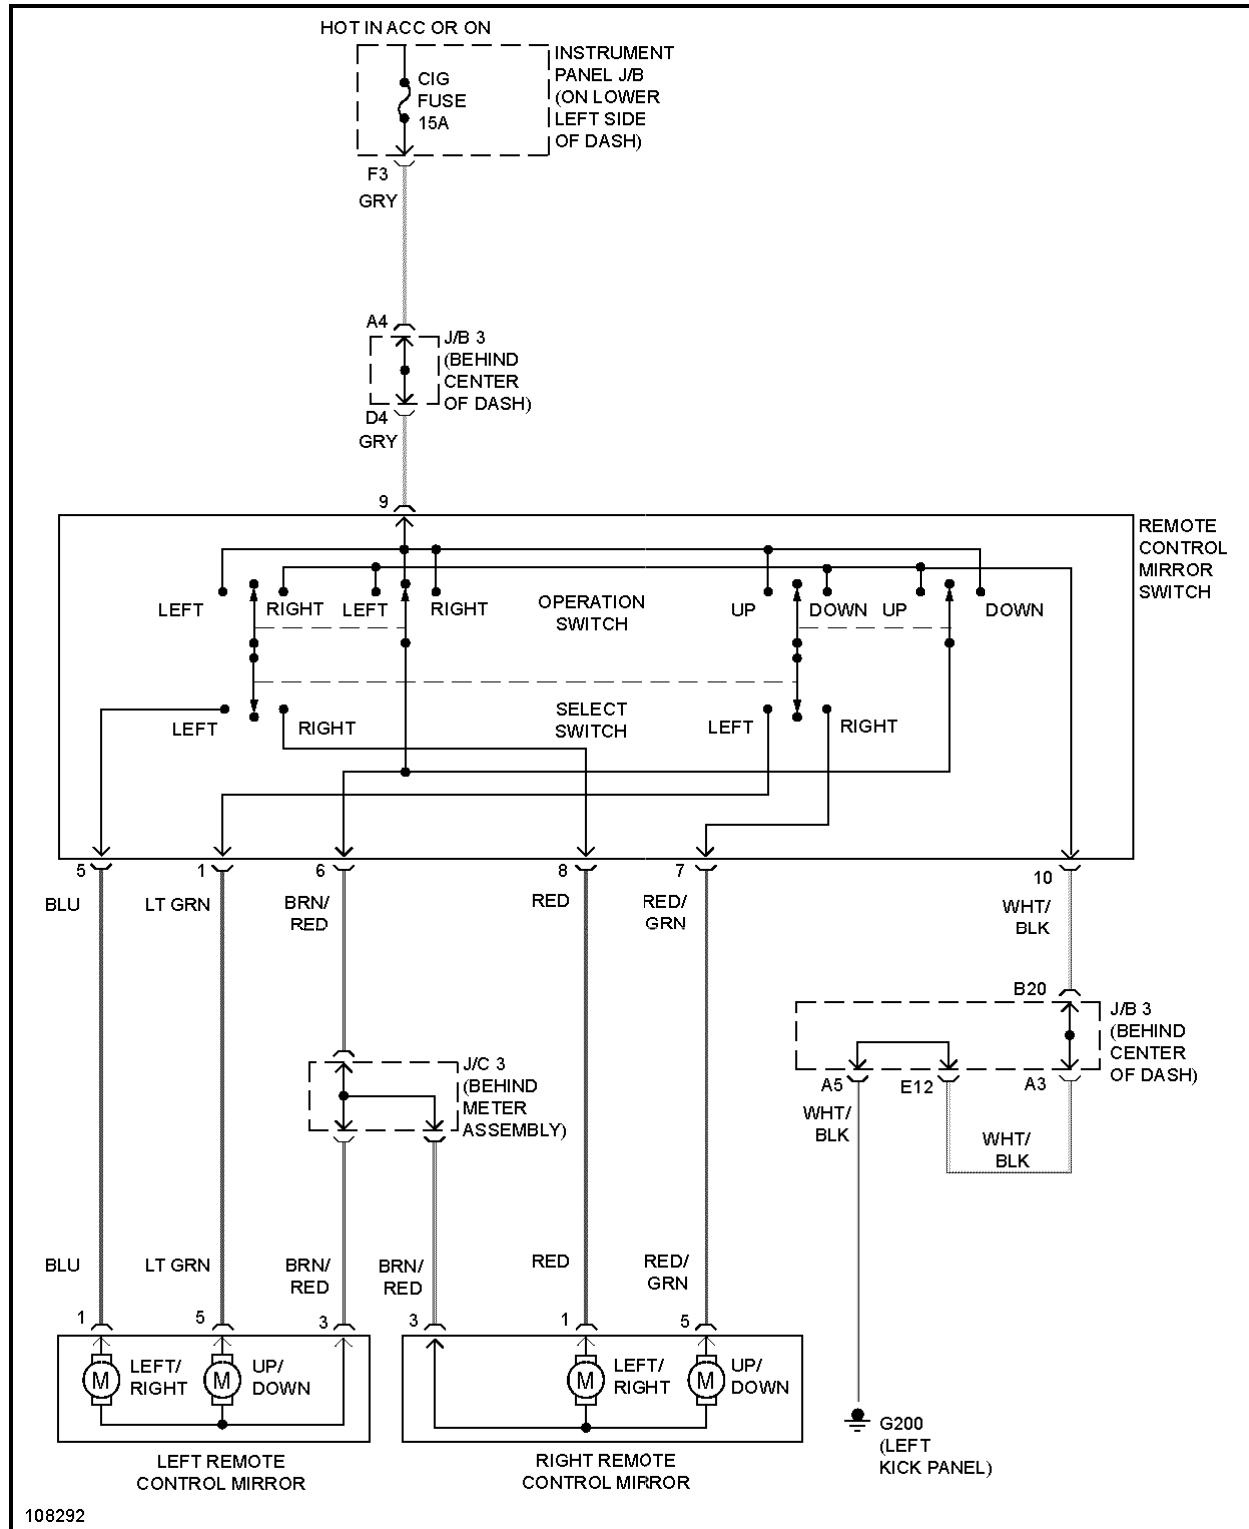 HOT IN ACC OR ON
CIG
FUSE
15A
INSTRUMENT
PANEL J/B
(ON LOWER
LEFT SIDE
OF DASH)
F3
GRY
A4
J/B 3
(BEHIND
CENTER
OF DASH)
D4
GRY
9
REMOTE
CONTROL
MIRROR
SWITCH
LEFT
RIGHT
LEFT
RIGHT
OPERATION
SWITCH
UP
DOWN
UP
DOWN
LEFT
RIGHT
SELECT
SWITCH
LEFT
RIGHT
5
1
6
8
7
10
BLU
LT GRN
BRN/
RED
RED
RED/
GRN
WHT/
BLK
B20
J/B 3
(BEHIND
CENTER
OF DASH)
J/C 3
(BEHIND
METER
ASSEMBLY)
A5
E12
A3
WHT/
BLK
WHT/
BLK
BLU
LT GRN
BRN/
RED
BRN/
RED
RED
RED/
GRN
1
5
3
3
1
5
M
LEFT/
RIGHT
M
UP/
DOWN
M
LEFT/
RIGHT
M
UP/
DOWN
G200
(LEFT
KICK PANEL)
LEFT REMOTE
CONTROL MIRROR
RIGHT REMOTE
CONTROL MIRROR
108292